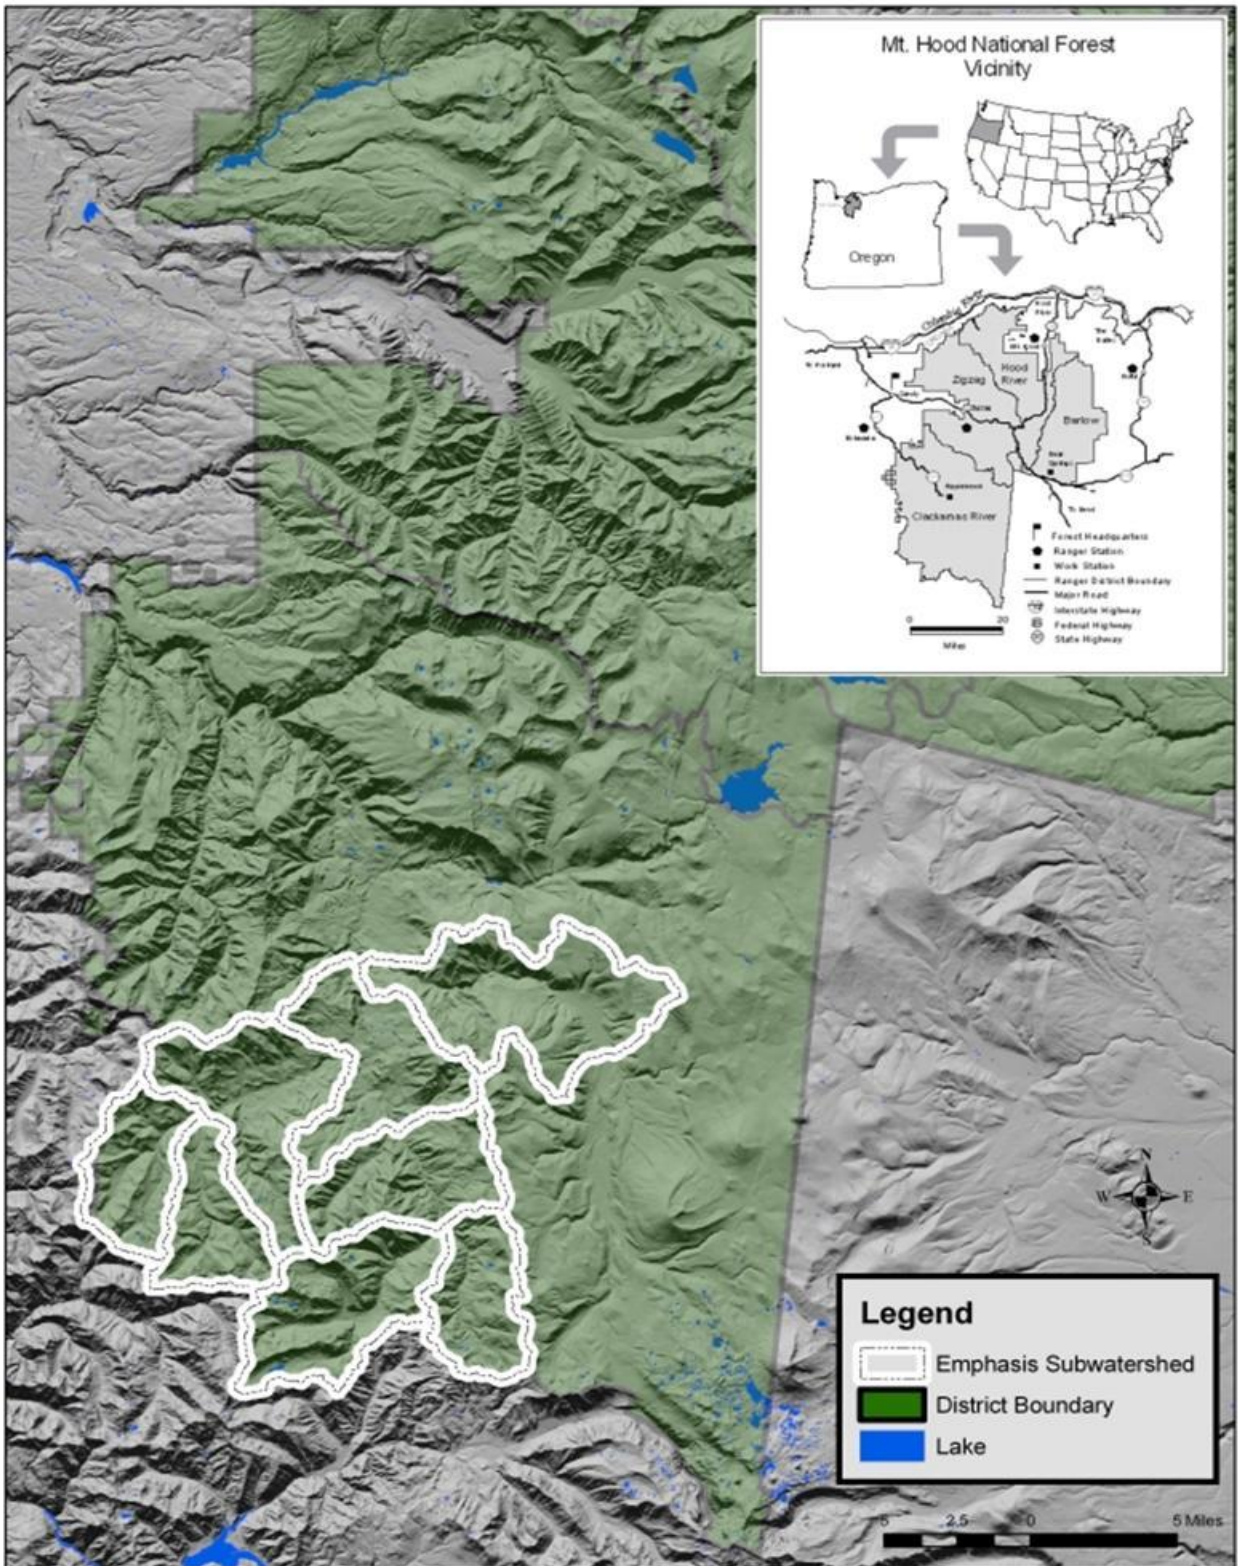 Mt. Hood National Forest
Vicinity
Oregon
Columbia River
Hood
River
Zigzag
Barlow
Clackamas River
Forest Headquarters
Ranger Station
Work Station
Ranger District Boundary
Major Road
Interstate Highway
Federal Highway
State Highway
0 20
Miles
N
W E
S
Legend
Emphasis Subwatershed
District Boundary
Lake
5 2.5 0 5 Miles